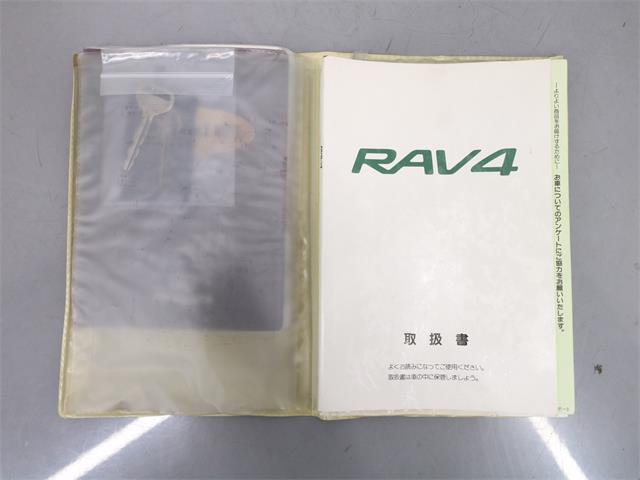 RAV4
取扱書
よくお読みになってご使用ください。
取扱書は車の中に保管しましょう。
―よりよい商品をお届けするために― お車についてのアンケートにご協力をお願いいたします。